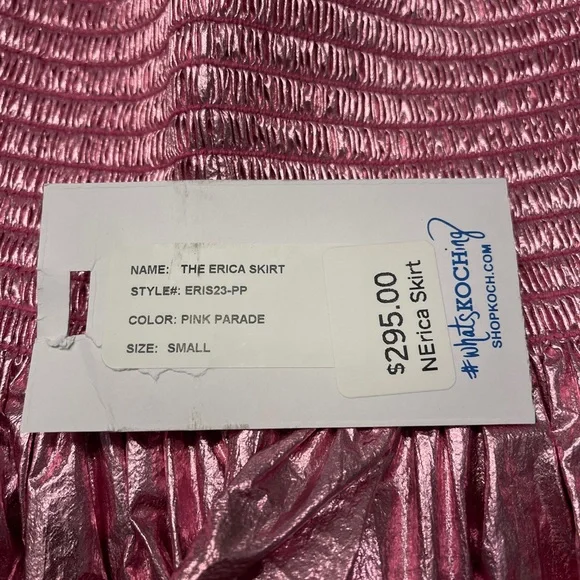 NAME: THE ERICA SKIRT
STYLE#: ERIS23-PP
COLOR: PINK PARADE
SIZE: SMALL
$295.00
NErica Skirt
#whatsKOCHing
SHOPKOCH.COM